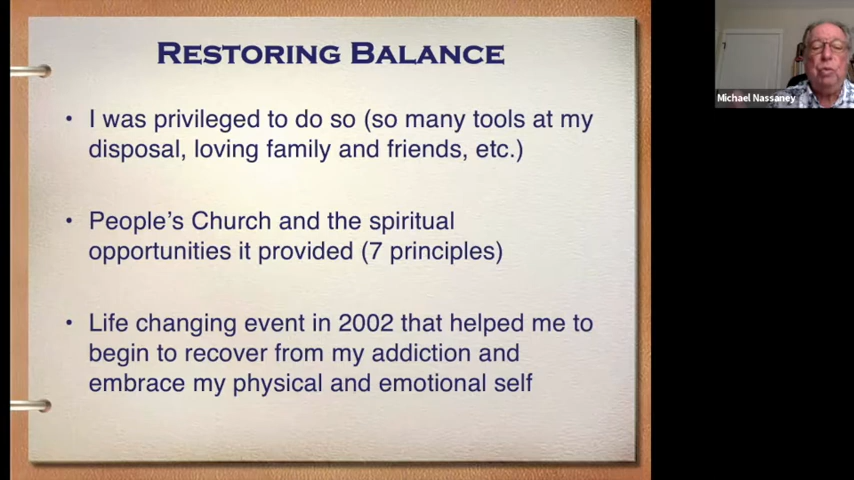 RESTORING BALANCE
• I was privileged to do so (so many tools at my
disposal, loving family and friends, etc.)
• People's Church and the spiritual
opportunities it provided (7 principles)
• Life changing event in 2002 that helped me to
begin to recover from my addiction and
embrace my physical and emotional self
Michael Nassaney